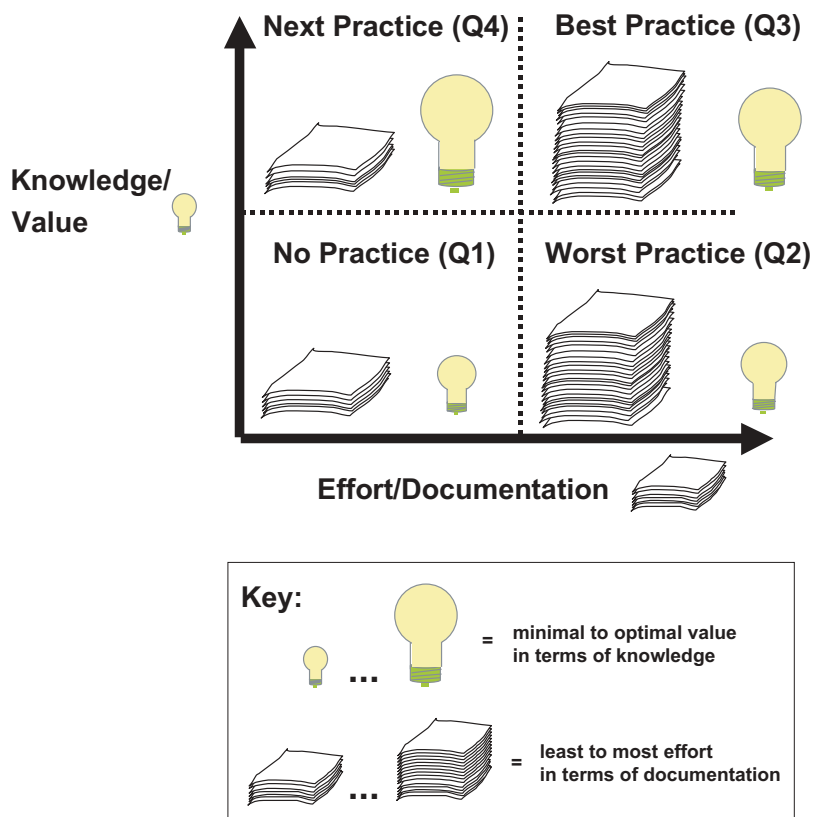 Next Practice (Q4)
Best Practice (Q3)
Knowledge/
Value
No Practice (Q1)
Worst Practice (Q2)
Effort/Documentation
Key:
... = minimal to optimal value
in terms of knowledge
... = least to most effort
in terms of documentation